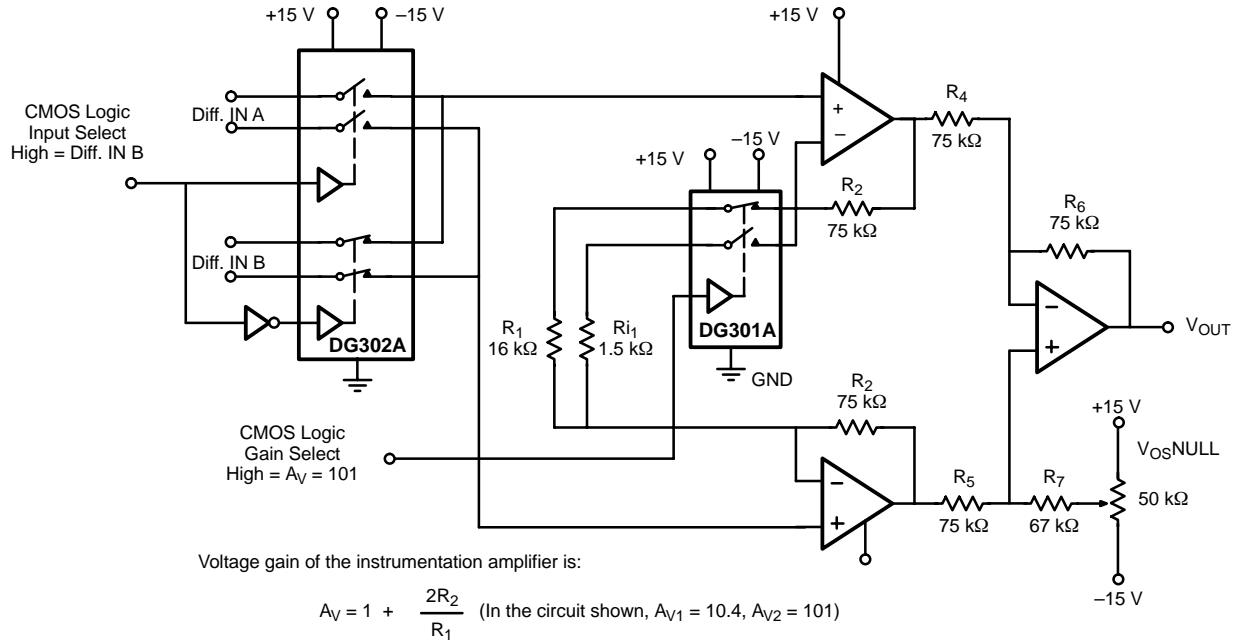 +15 V
–15 V
+15 V
CMOS Logic
Input Select
High = Diff. IN B
Diff. IN A
Diff. IN B
DG302A
R4
75 kΩ
+15 V
–15 V
+
–
R2
75 kΩ
R6
75 kΩ
R1
16 kΩ
Ri1
1.5 kΩ
DG301A
GND
–
+
VOUT
CMOS Logic
Gain Select
High = AV = 101
R2
75 kΩ
+15 V
VOSNULL
–
+
R5
75 kΩ
R7
67 kΩ
50 kΩ
–15 V
Voltage gain of the instrumentation amplifier is:
AV = 1 + 2R2/R1 (In the circuit shown, AV1 = 10.4, AV2 = 101)